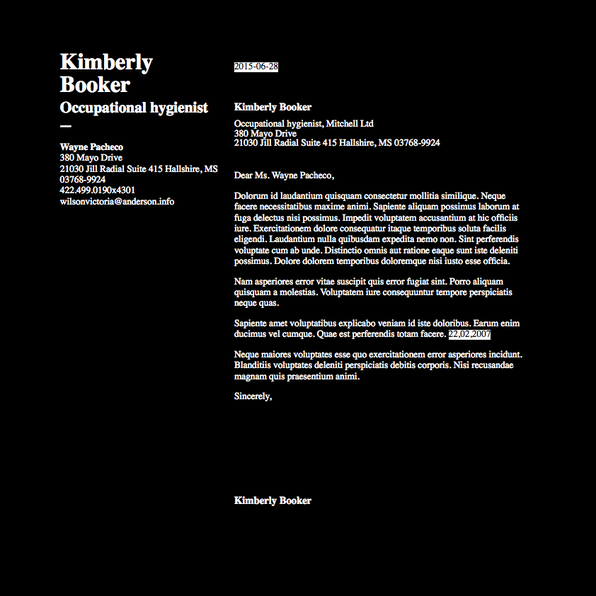 Kimberly
Booker
Occupational hygienist
Wayne Pacheco
380 Mayo Drive
21030 Jill Radial Suite 415 Hallshire, MS
03768-9924
422.499.0190x4301
wilsonvictoria@anderson.info
2015-06-28
Kimberly Booker
Occupational hygienist, Mitchell Ltd
380 Mayo Drive
21030 Jill Radial Suite 415 Hallshire, MS 03768-9924
Dear Ms. Wayne Pacheco,
Dolorum id laudantium quisquam consectetur mollitia similique. Neque
facere necessitatibus maxime animi. Sapiente aliquam possimus laborum at
fuga delectus nisi possimus. Impedit voluptatem accusantium at hic officiis
iure. Exercitationem dolore consequatur itaque temporibus soluta facilis
eligendi. Laudantium nulla quibusdam expedita nemo non. Sint perferendis
voluptate cum ab unde. Distinctio omnis aut ratione eaque sunt iste deleniti
possimus. Dolore dolorem temporibus doloremque nisi iusto esse officia.
Nam asperiores error vitae suscipit quis error fugiat sint. Porro aliquam
quisquam a molestias. Voluptatem iure consequuntur tempore perspiciatis
neque quas.
Sapiente amet voluptatibus explicabo veniam id iste doloribus. Earum enim
ducimus vel cumque. Quae est perferendis totam facere. 22.02.2007
Neque maiores voluptates esse quo exercitationem error asperiores incidunt.
Blanditiis voluptates deleniti perspiciatis debitis corporis. Nisi recusandae
magnam quis praesentium animi.
Sincerely,
Kimberly Booker